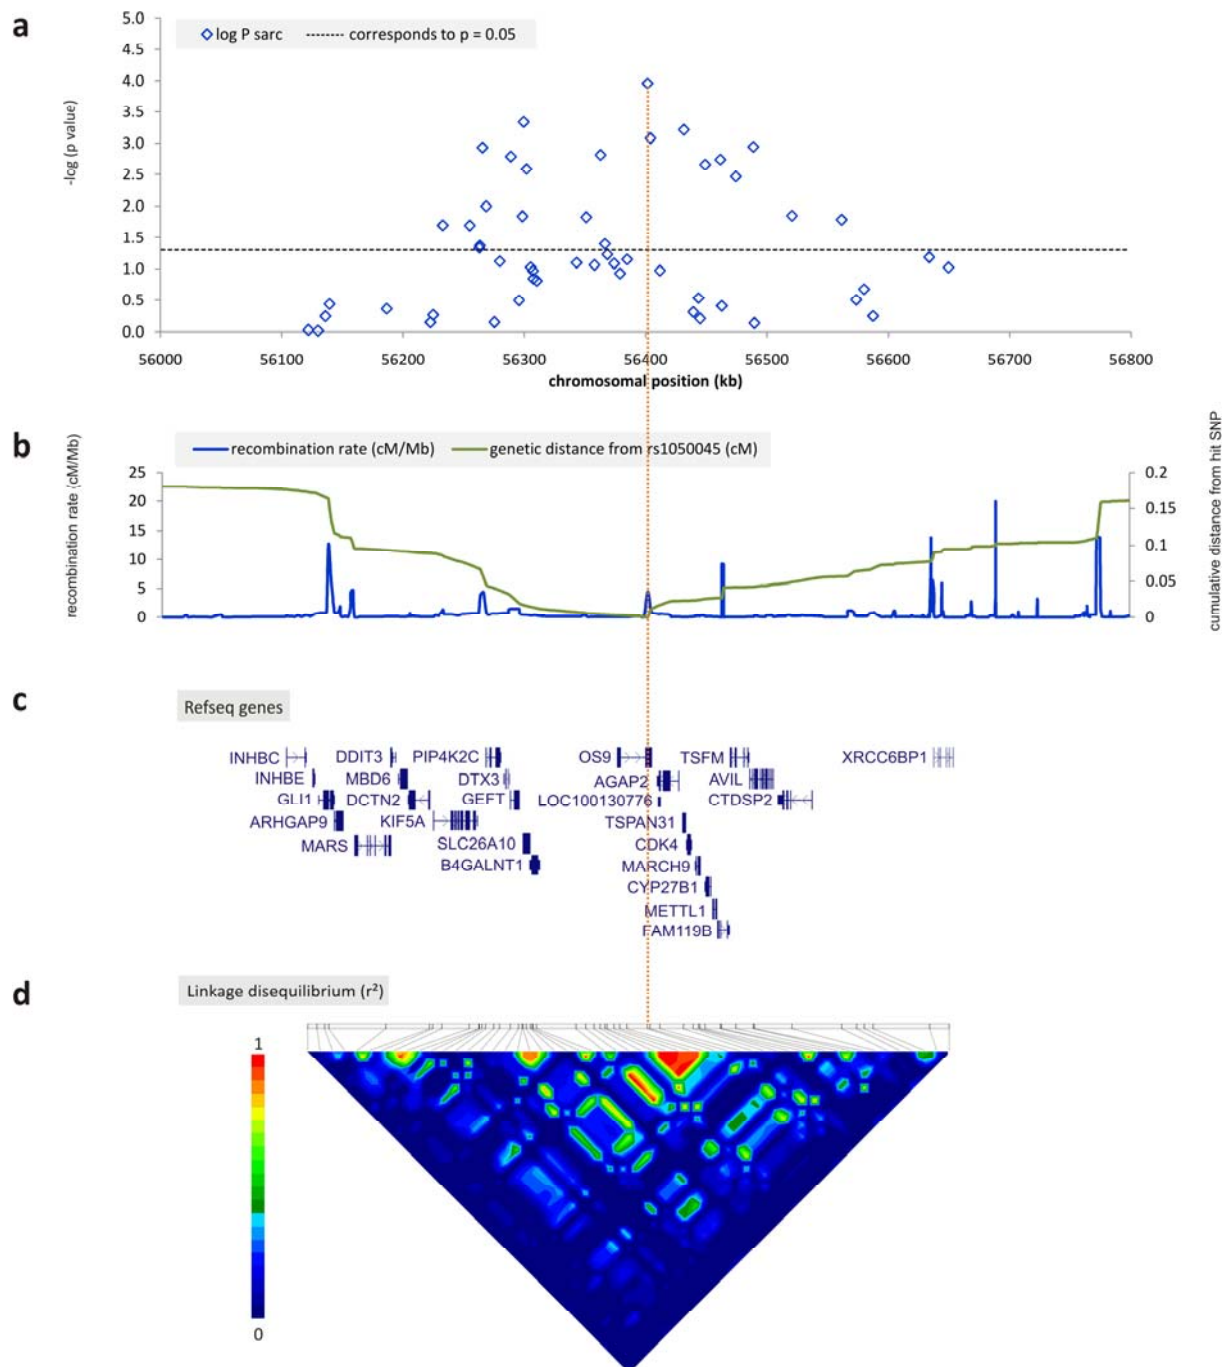 a
log P sarc corresponds to p = 0.05
5.0
4.5
4.0
3.5
3.0
2.5
2.0
1.5
1.0
0.5
0.0
-log (p value)
56000 56100 56200 56300 56400 56500 56600 56700 56800
chromosomal position (kb)
b
recombination rate (cM/Mb) genetic distance from rs1050045 (cM)
25
20
15
10
5
0
recombination rate (cM/Mb)
0.2
0.15
0.1
0.05
0
cumulative distance from hit SNP
c
Refseq genes
INHBC DDIT3 PIP4K2C OS9 TSFM XRCC6BP1
INHBE MBD6 DTX3 AGAP2 AVIL
GLI1 DCTN2 GEFT LOC100130776 CTDSP2
ARHGAP9 KIF5A TSPAN31
MARS SLC26A10 CDK4
B4GALNT1 MARCH9
CYP27B1
METTL1
FAM119B
d
Linkage disequilibrium (r²)
1
0